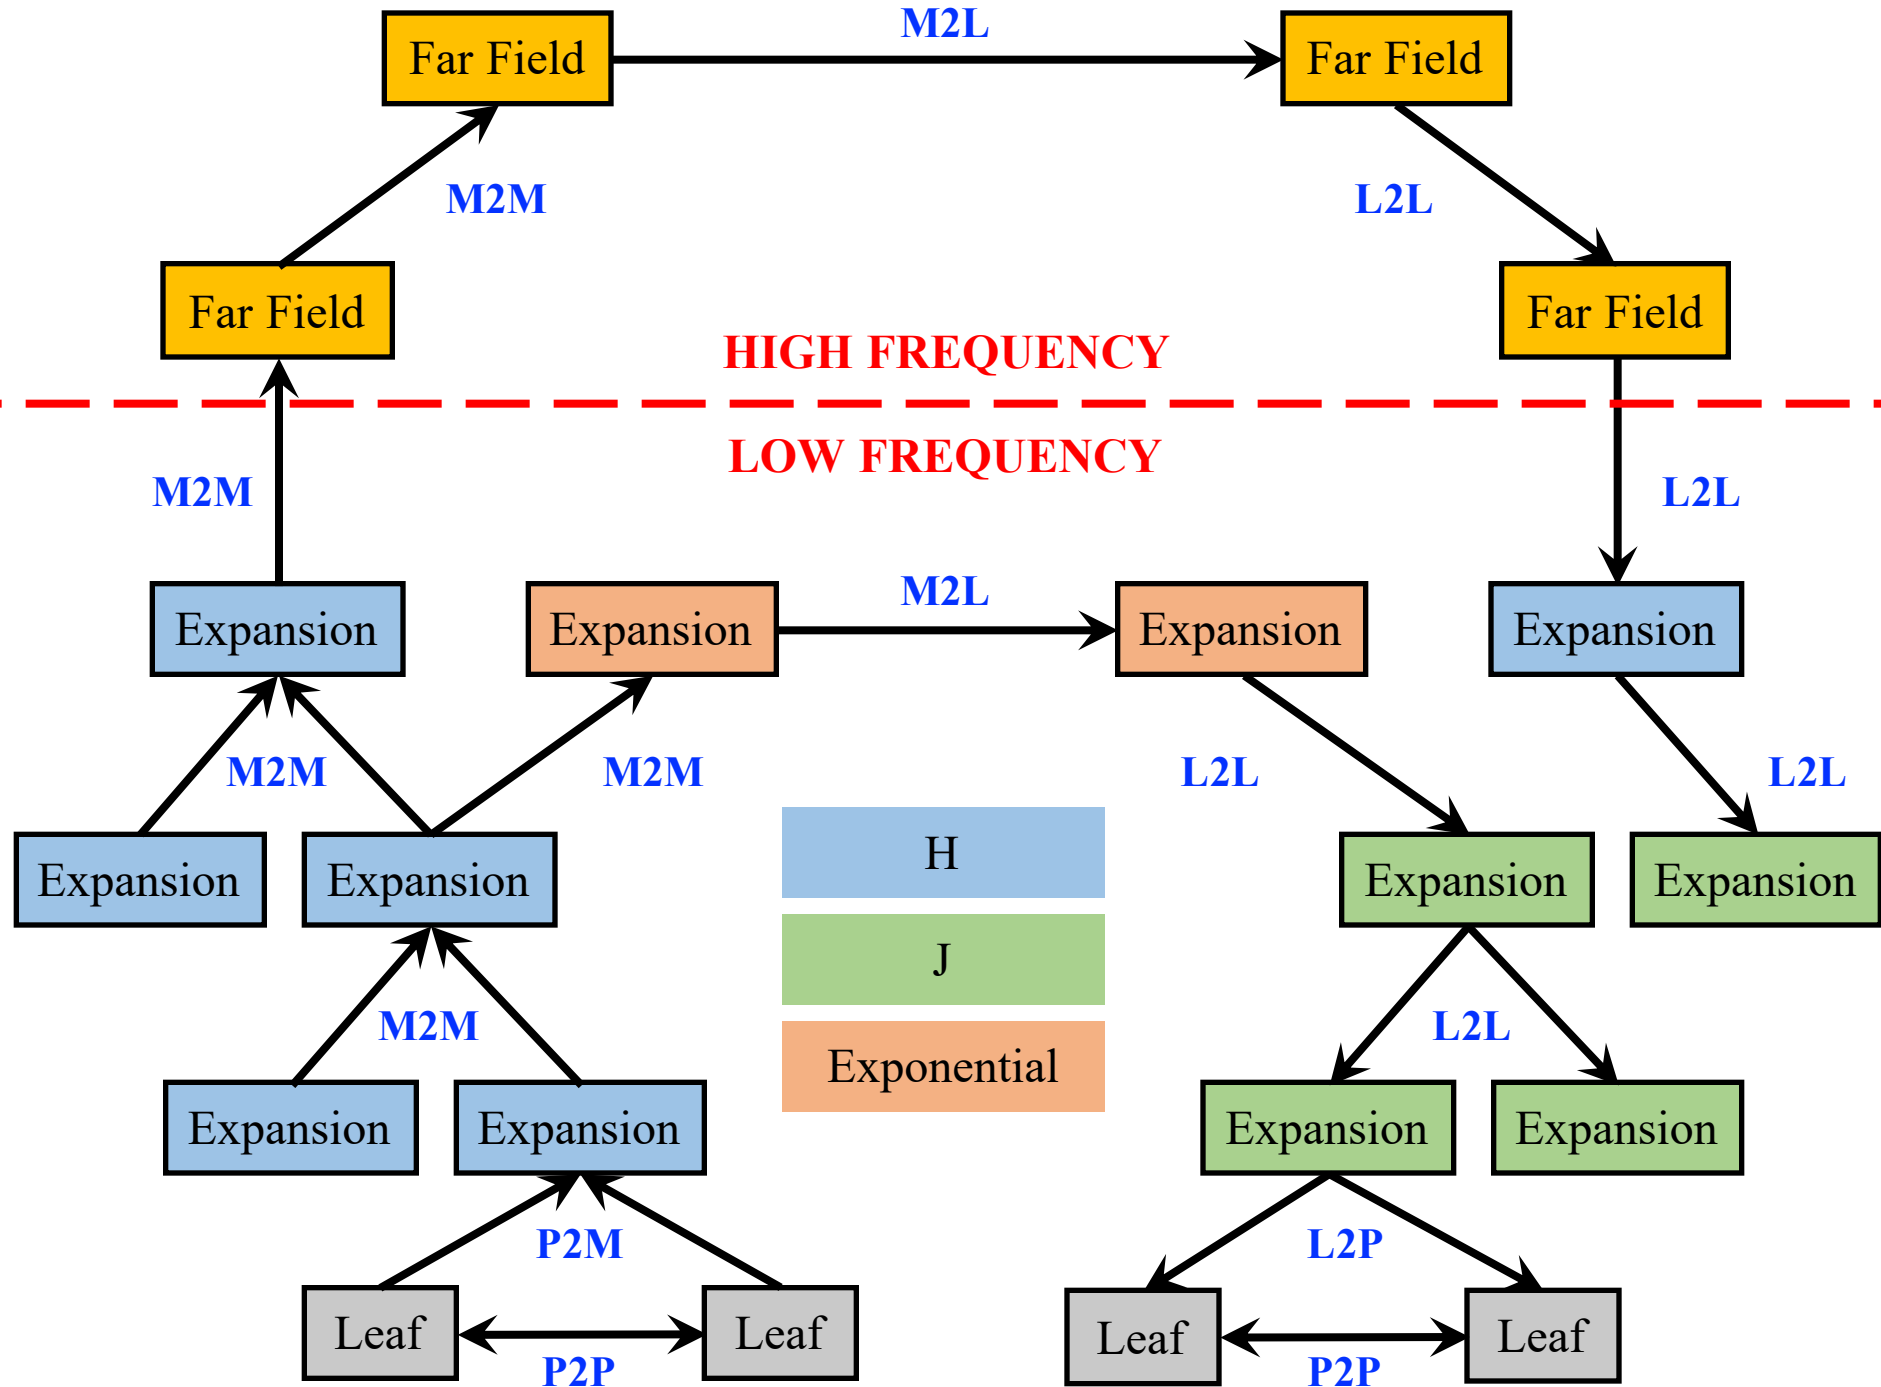 M2L
Far Field
Far Field
M2M
L2L
Far Field
Far Field
HIGH FREQUENCY
LOW FREQUENCY
M2M
L2L
M2L
Expansion
Expansion
Expansion
Expansion
M2M
M2M
L2L
L2L
H
Expansion
Expansion
Expansion
Expansion
J
M2M
L2L
Exponential
Expansion
Expansion
Expansion
Expansion
P2M
L2P
Leaf
Leaf
Leaf
Leaf
P2P
P2P